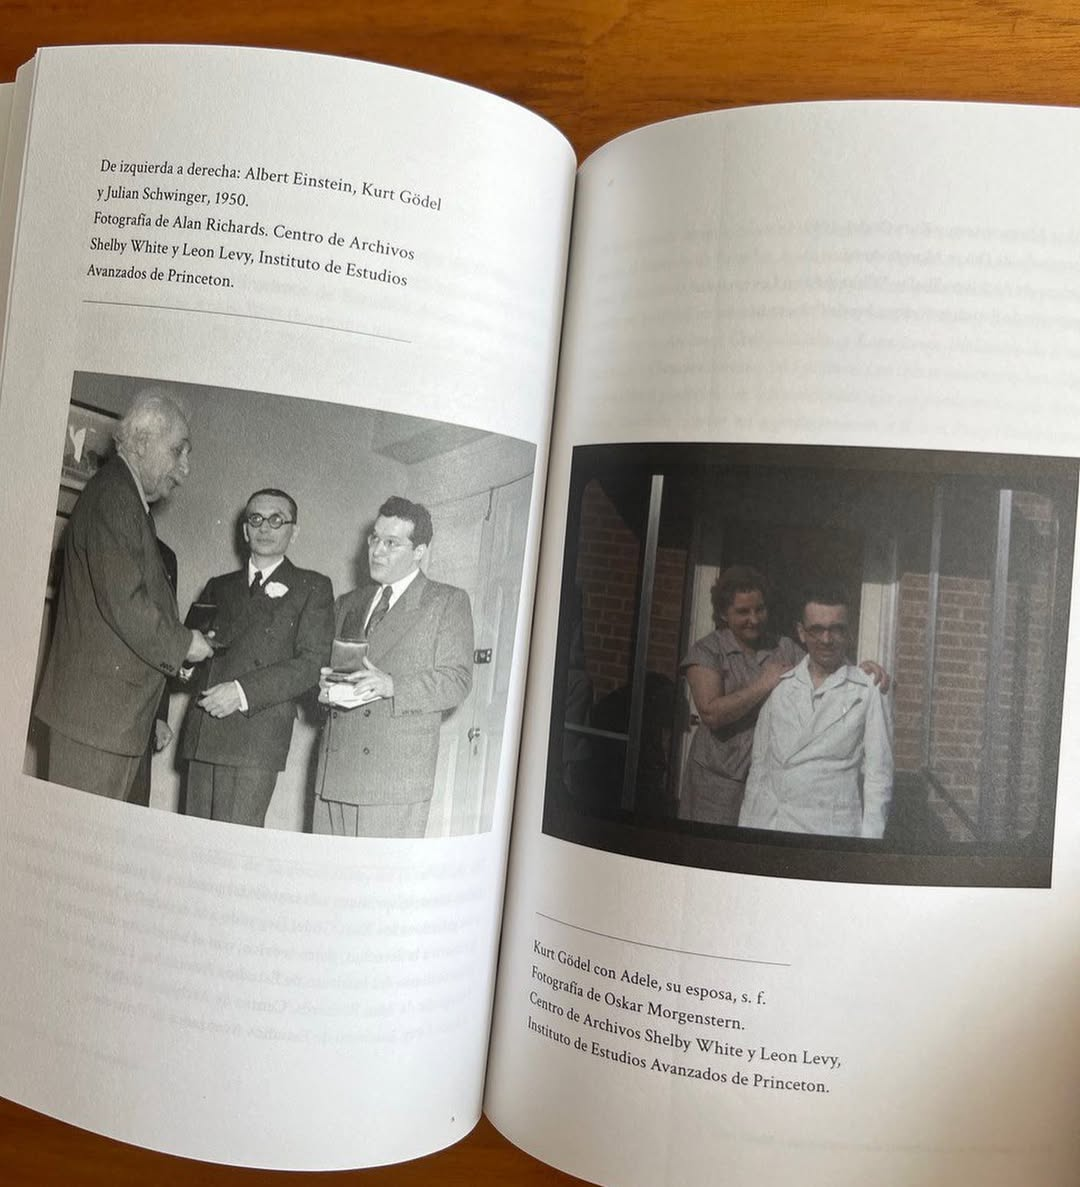 De izquierda a derecha: Albert Einstein, Kurt Gödel
y Julian Schwinger, 1950.
Fotografía de Alan Richards. Centro de Archivos
Shelby White y Leon Levy, Instituto de Estudios
Avanzados de Princeton.
Kurt Gödel con Adele, su esposa, s. f.
Fotografía de Oskar Morgenstern.
Centro de Archivos Shelby White y Leon Levy,
Instituto de Estudios Avanzados de Princeton.